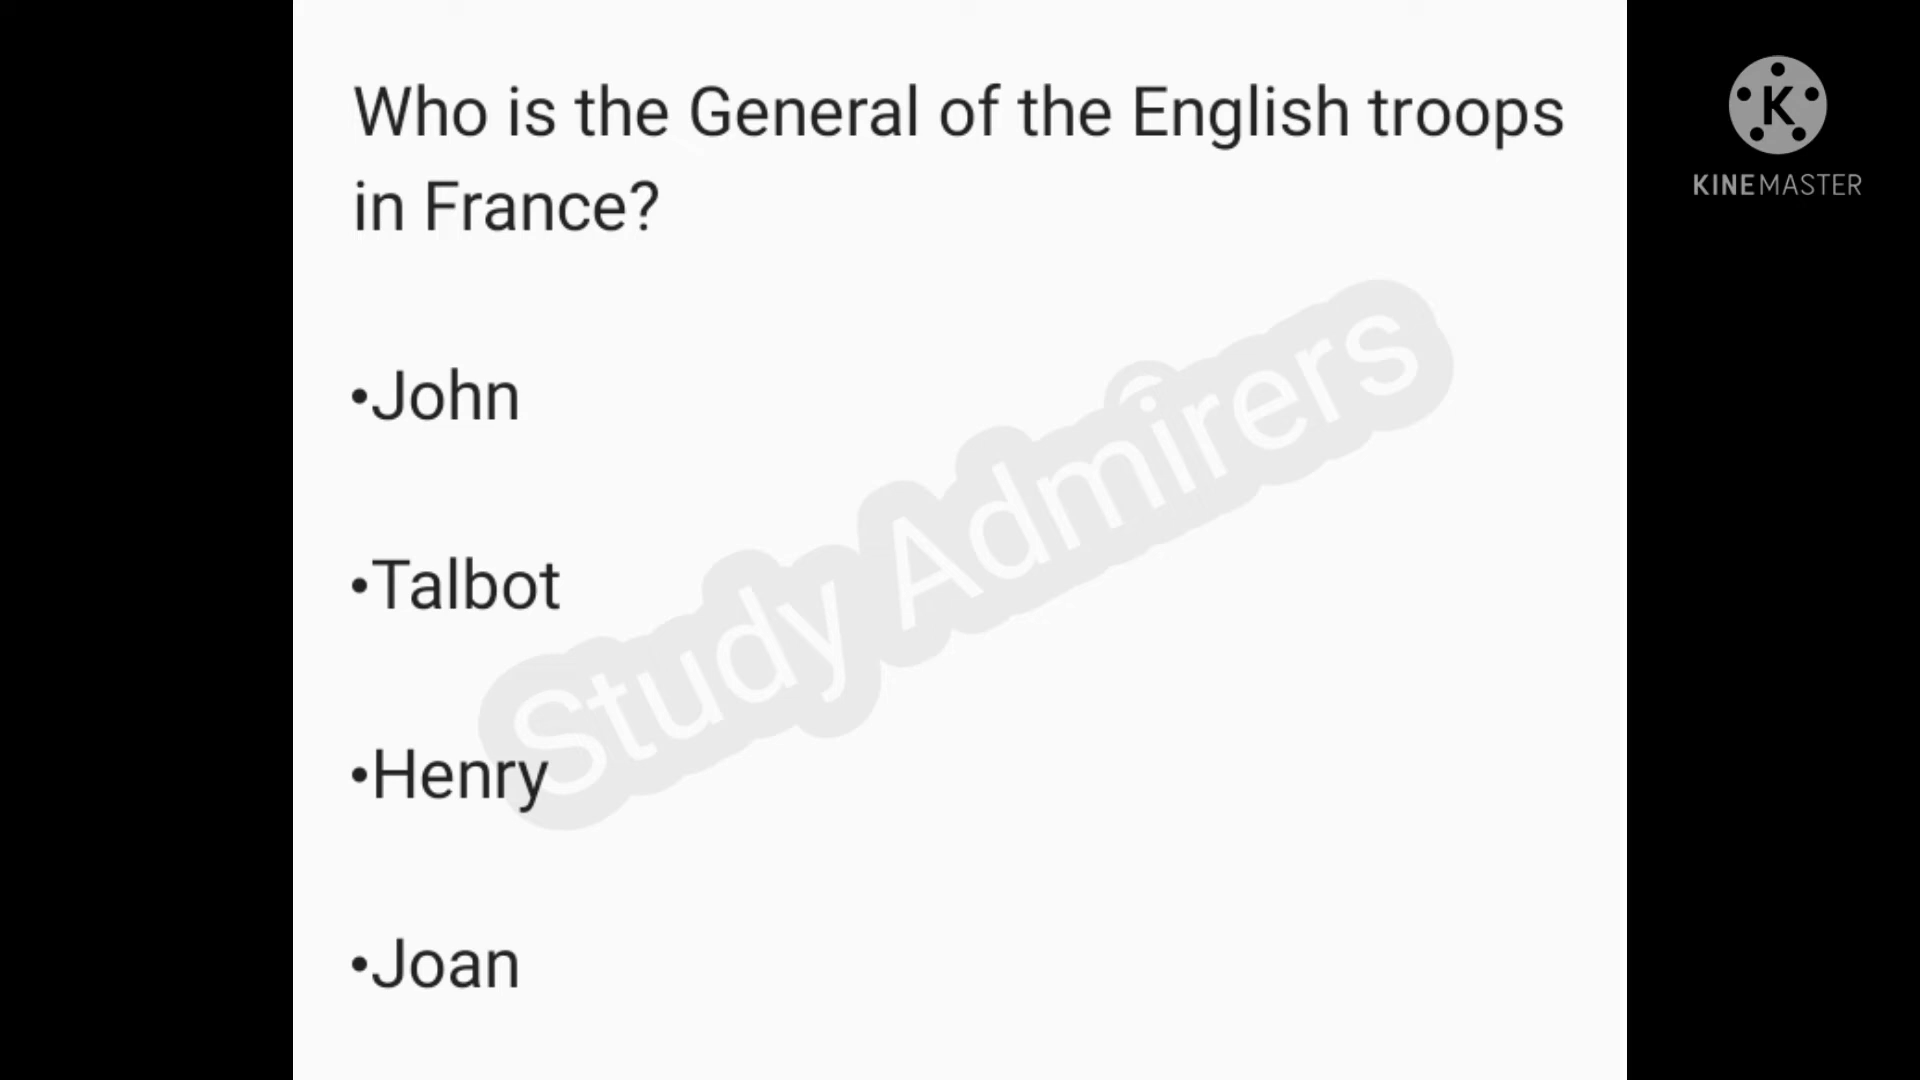 Who is the General of the English troops
in France?
•John
•Talbot
•Henry
•Joan
Study Admirers
K
KINEMASTER